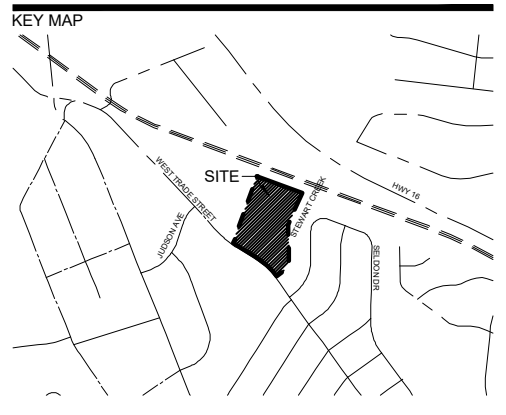 KEY MAP
SITE
WEST TRADE STREET
JUDSON AVE
STEWART CREEK
HWY 16
SELDON DR